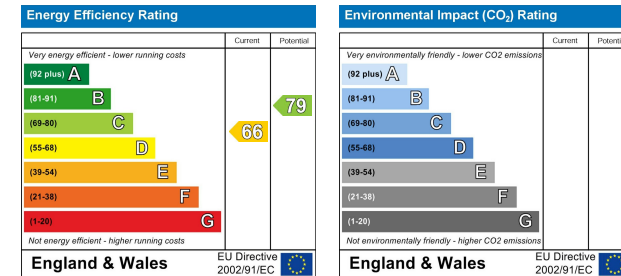 Energy Efficiency Rating
Current Potential
Very energy efficient - lower running costs
(92 plus) A
(81-91) B
(69-80) C
(55-68) D
(39-54) E
(21-38) F
(1-20) G
79
66
Not energy efficient - higher running costs
England & Wales
EU Directive
2002/91/EC
Environmental Impact (CO₂) Rating
Current Potenti
Very environmentally friendly - lower CO2 emissions
(92 plus) A
(81-91) B
(69-80) C
(55-68) D
(39-54) E
(21-38) F
(1-20) G
Not environmentally friendly - higher CO2 emissions
England & Wales
EU Directive
2002/91/EC